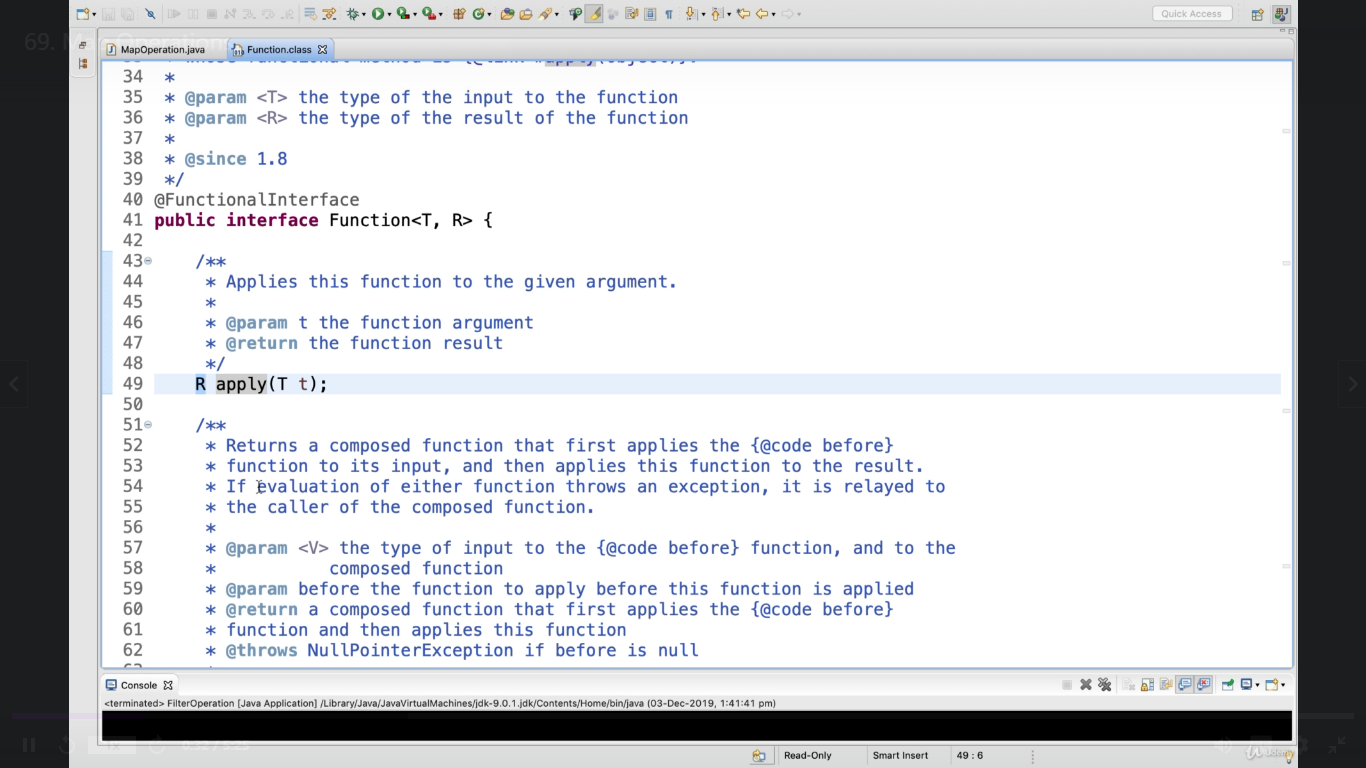 Quick Access
69. Map Operation
MapOperation.java
Function.class
34 *
35 * @param <T> the type of the input to the function
36 * @param <R> the type of the result of the function
37 *
38 * @since 1.8
39 */
40 @FunctionalInterface
41 public interface Function<T, R> {
42
43 /**
44 * Applies this function to the given argument.
45 *
46 * @param t the function argument
47 * @return the function result
48 */
49 R apply(T t);
50
51 /**
52 * Returns a composed function that first applies the {@code before}
53 * function to its input, and then applies this function to the result.
54 * If evaluation of either function throws an exception, it is relayed to
55 * the caller of the composed function.
56 *
57 * @param <V> the type of input to the {@code before} function, and to the
58 * composed function
59 * @param before the function to apply before this function is applied
60 * @return a composed function that first applies the {@code before}
61 * function and then applies this function
62 * @throws NullPointerException if before is null
Console
<terminated> FilterOperation [Java Application] /Library/Java/JavaVirtualMachines/jdk-9.0.1.jdk/Contents/Home/bin/java (03-Dec-2019, 1:41:41 pm)
Read-Only
Smart Insert
49 : 6